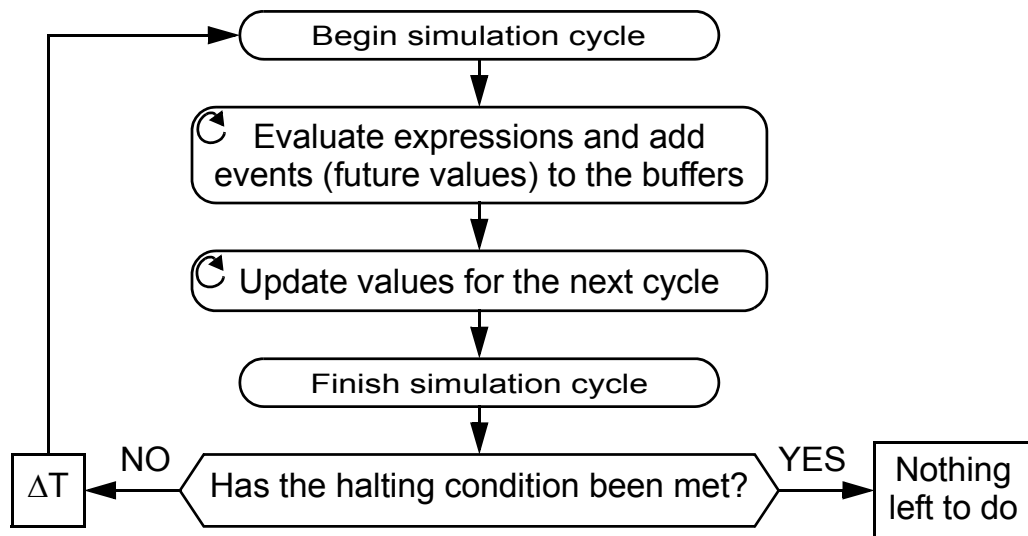 Begin simulation cycle
Evaluate expressions and add
events (future values) to the buffers
Update values for the next cycle
Finish simulation cycle
Has the halting condition been met?
NO
ΔT
YES
Nothing
left to do